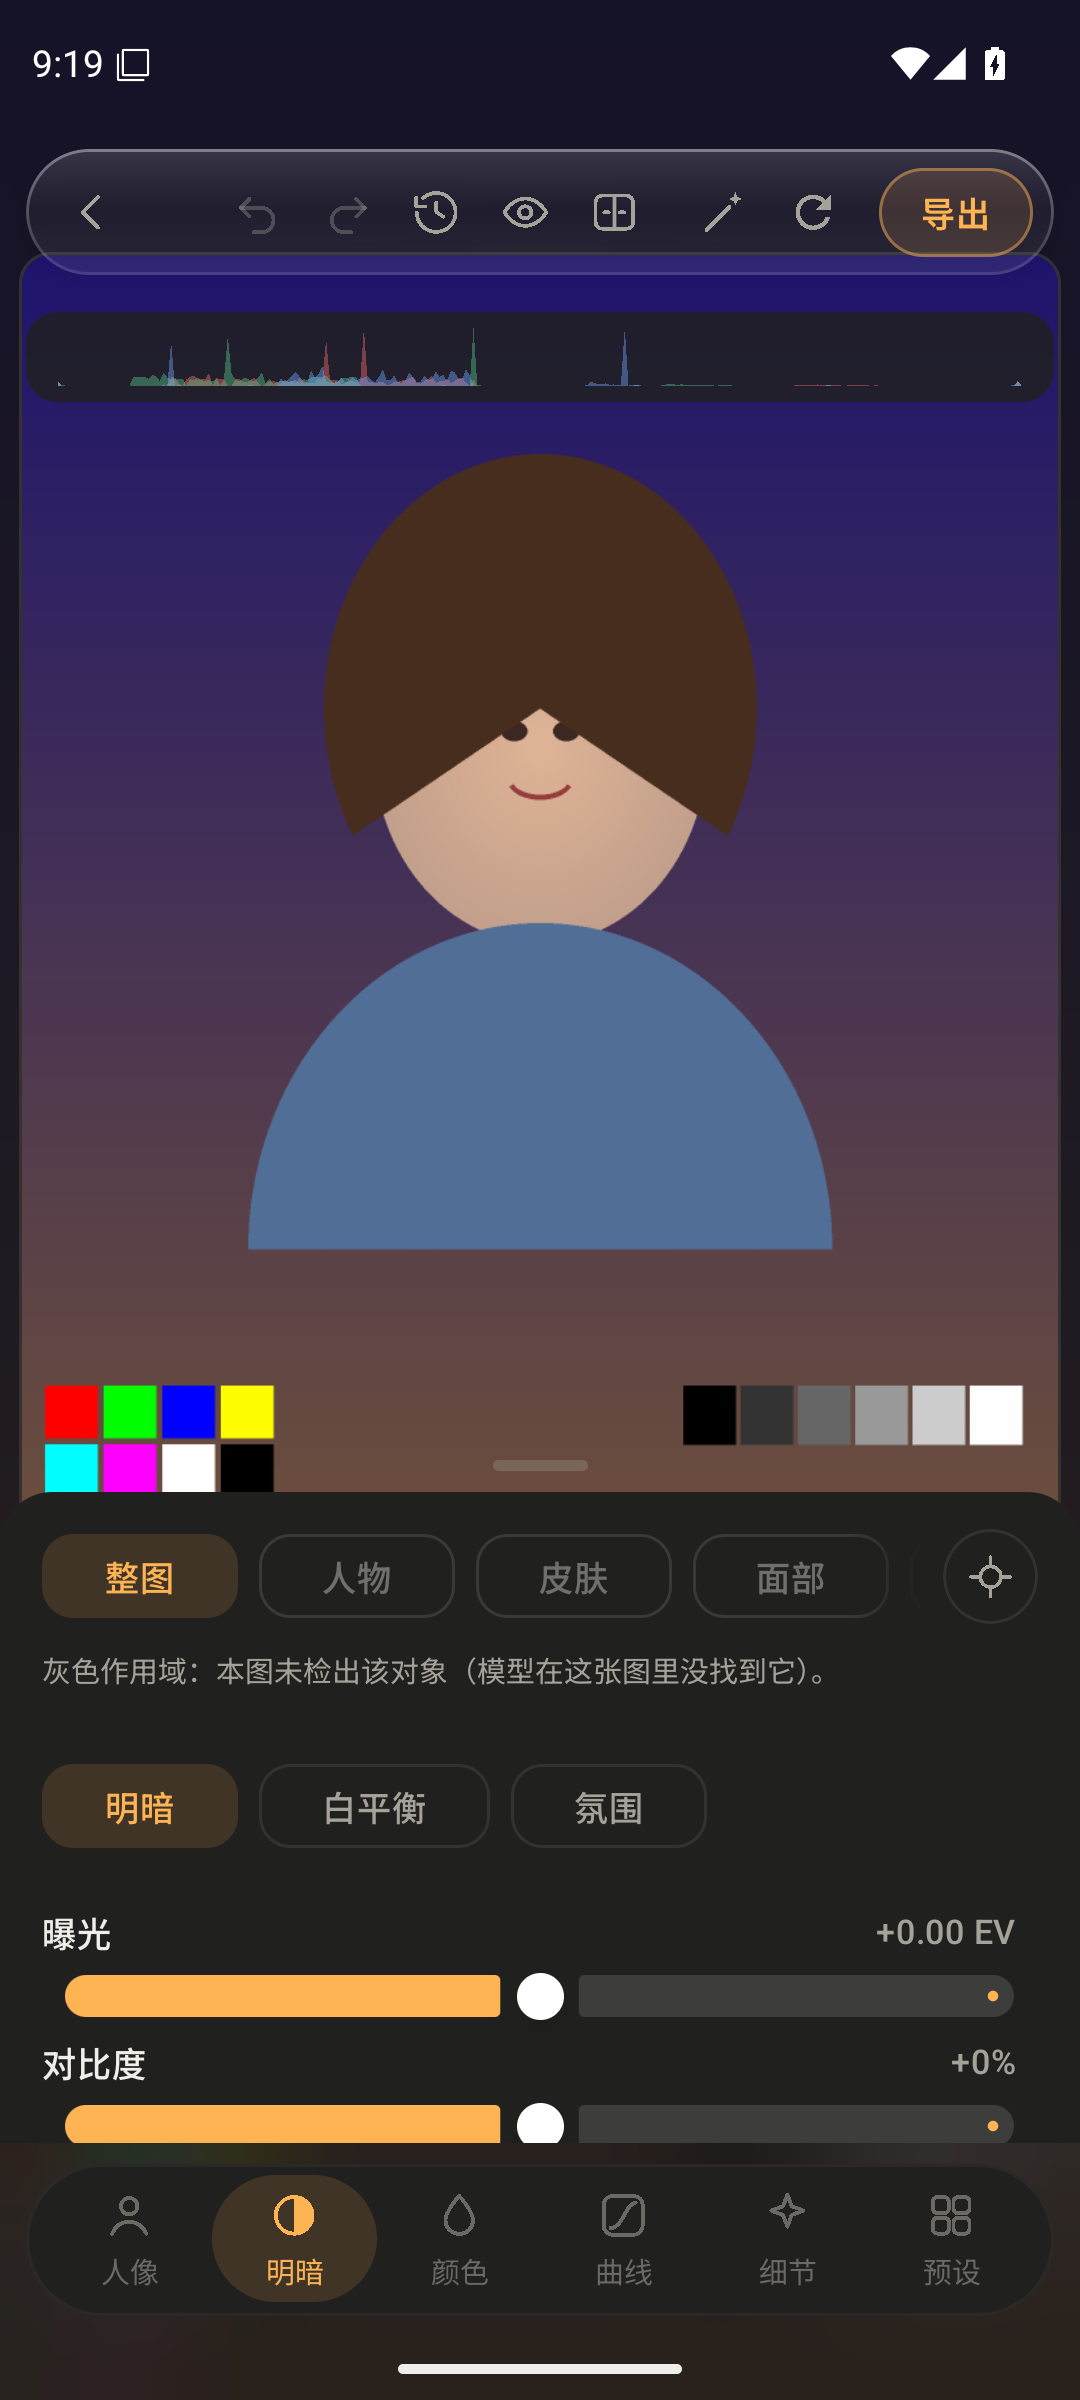 9:19
导出
整图 人物 皮肤 面部
灰色作用域：本图未检出该对象（模型在这张图里没找到它）。
明暗 白平衡 氛围
曝光 +0.00 EV
对比度 +0%
人像 明暗 颜色 曲线 细节 预设